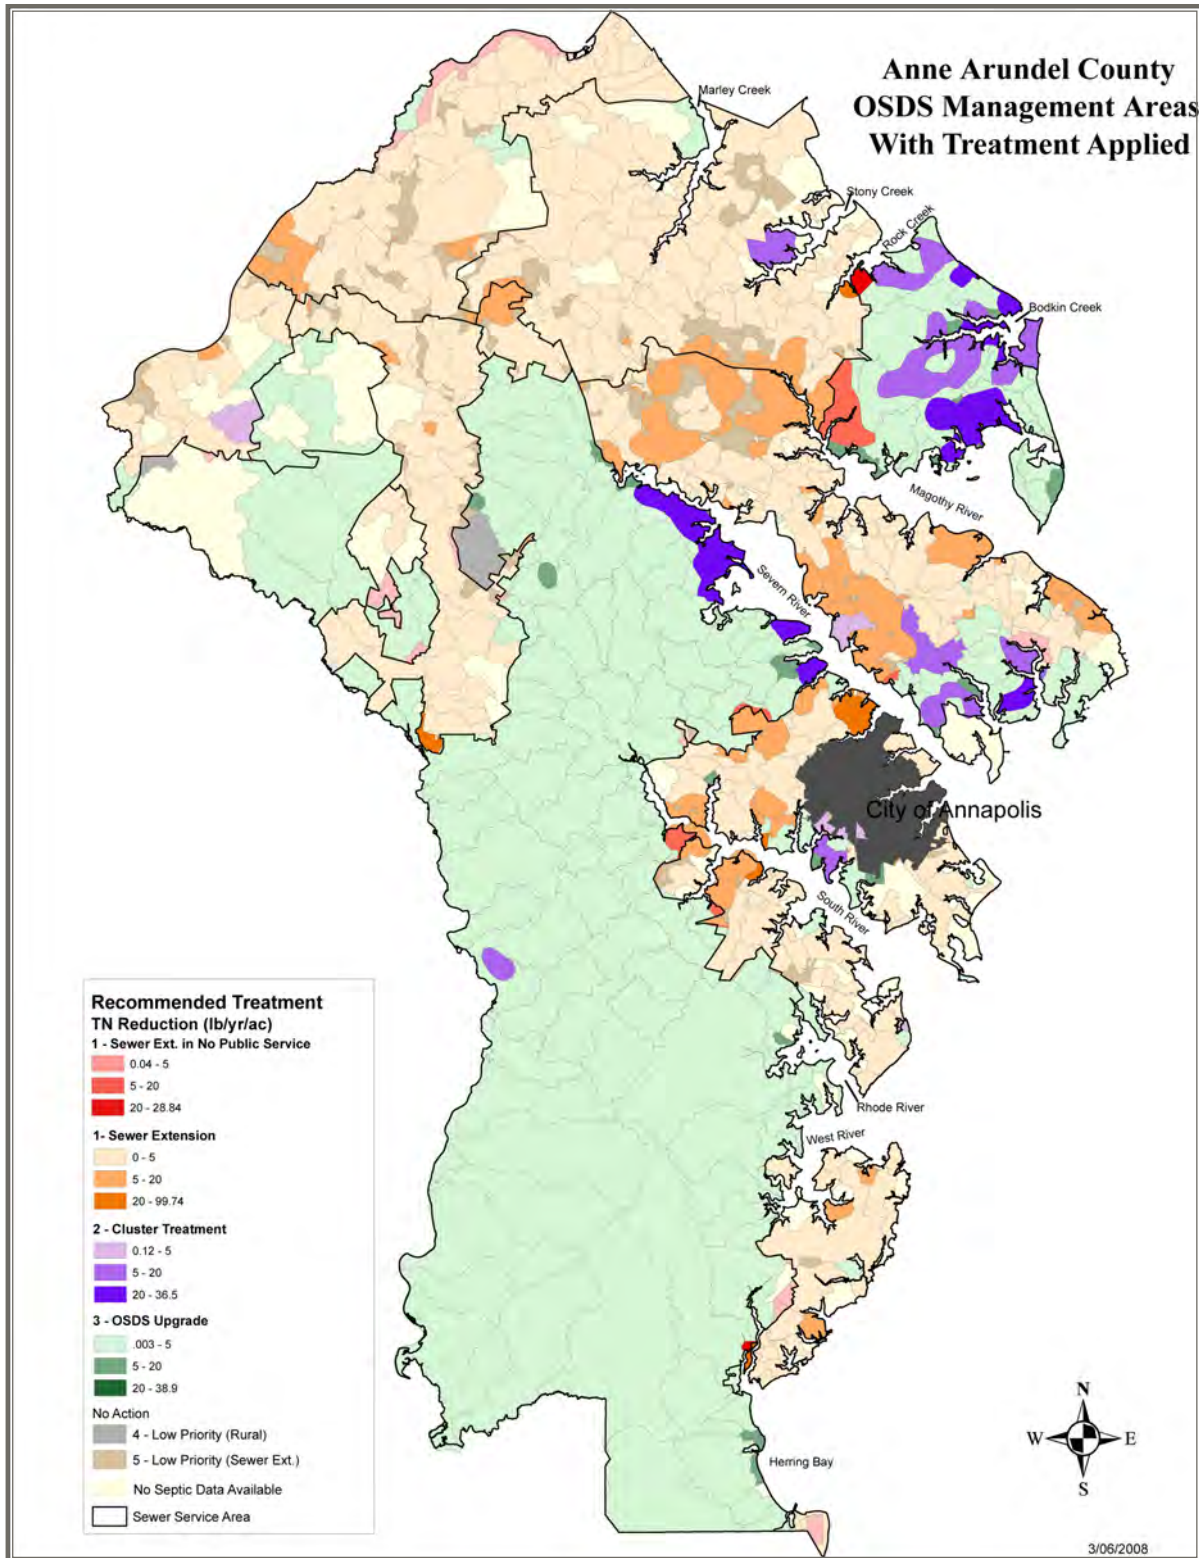 Anne Arundel County
OSDS Management Areas
With Treatment Applied
Marley Creek
Stony Creek
Rock Creek
Bodkin Creek
Magothy River
Severn River
City of Annapolis
South River
Rhode River
West River
Herring Bay
Recommended Treatment
TN Reduction (lb/yr/ac)
1 - Sewer Ext. in No Public Service
0.04 - 5
5 - 20
20 - 28.84
1- Sewer Extension
0 - 5
5 - 20
20 - 99.74
2 - Cluster Treatment
0.12 - 5
5 - 20
20 - 36.5
3 - OSDS Upgrade
.003 - 5
5 - 20
20 - 38.9
No Action
4 - Low Priority (Rural)
5 - Low Priority (Sewer Ext.)
No Septic Data Available
Sewer Service Area
N
W E
S
3/06/2008